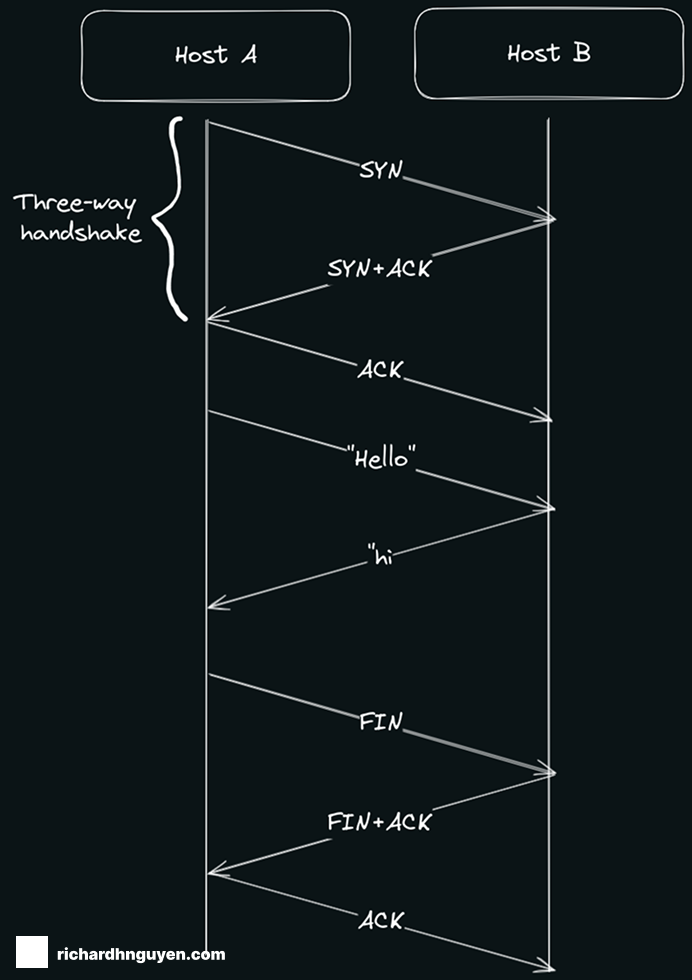 Host A
Host B
Three-way
handshake
SYN
SYN+ACK
ACK
"Hello"
"hi
FIN
FIN+ACK
ACK
richardhnguyen.com